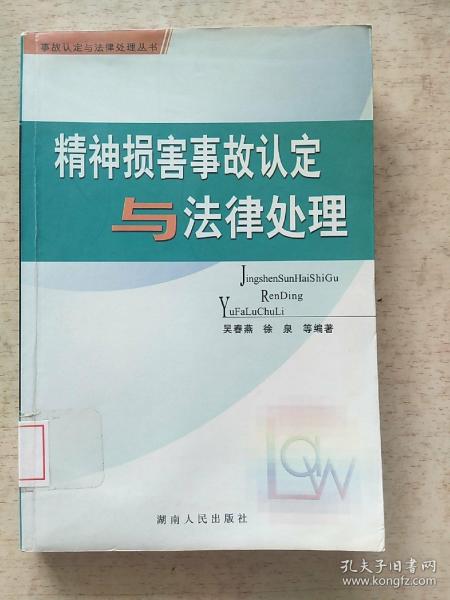 事故认定与法律处理丛书
精神损害事故认定
与法律处理
JingshenSunHaiShiGu
RenDing
YuFaLuChuLi
吴春燕 徐泉 等编著
LAW
湖南人民出版社
孔夫子旧书网
www.kongfz.com